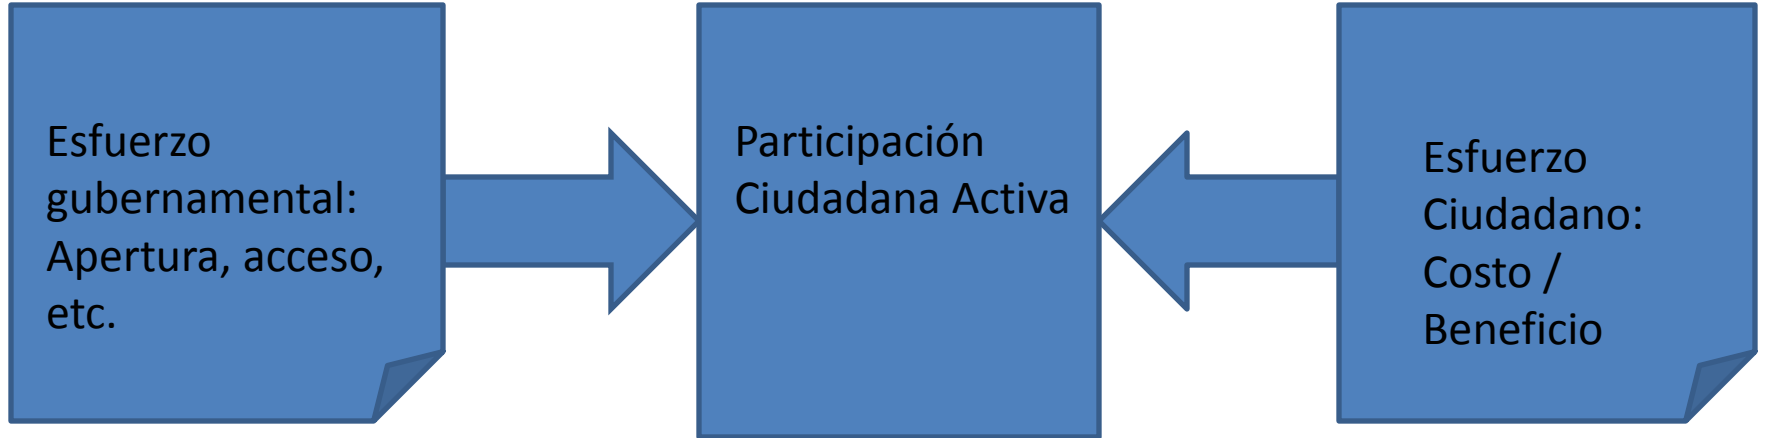 Esfuerzo
gubernamental:
Apertura, acceso,
etc.
Participación
Ciudadana Activa
Esfuerzo
Ciudadano:
Costo /
Beneficio